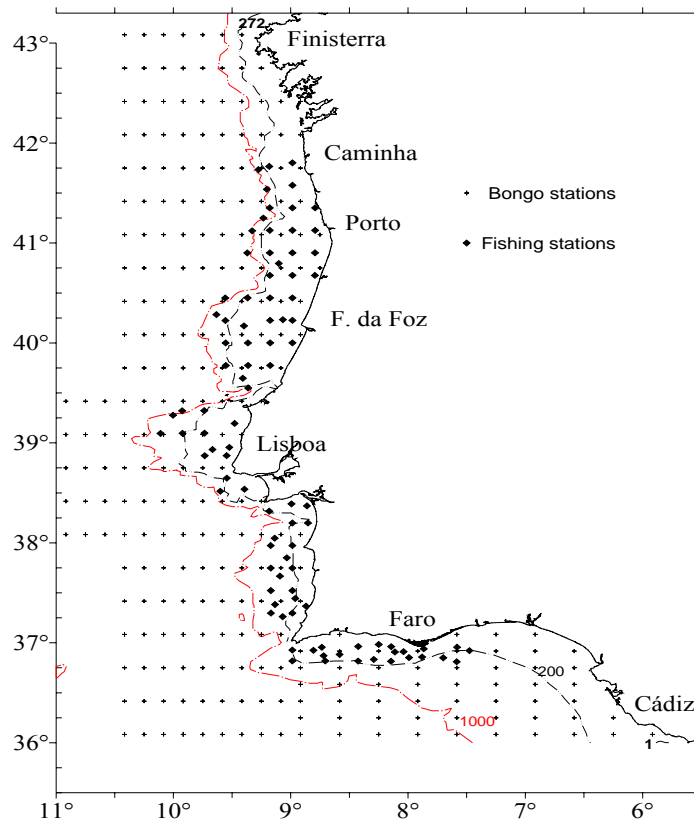 272
43°
Finisterra
42°
Caminha
Bongo stations
Porto
41°
Fishing stations
F. da Foz
40°
39°
Lisboa
38°
37°
Faro
200
Cádiz
1000
36°
1
11°
10°
9°
8°
7°
6°